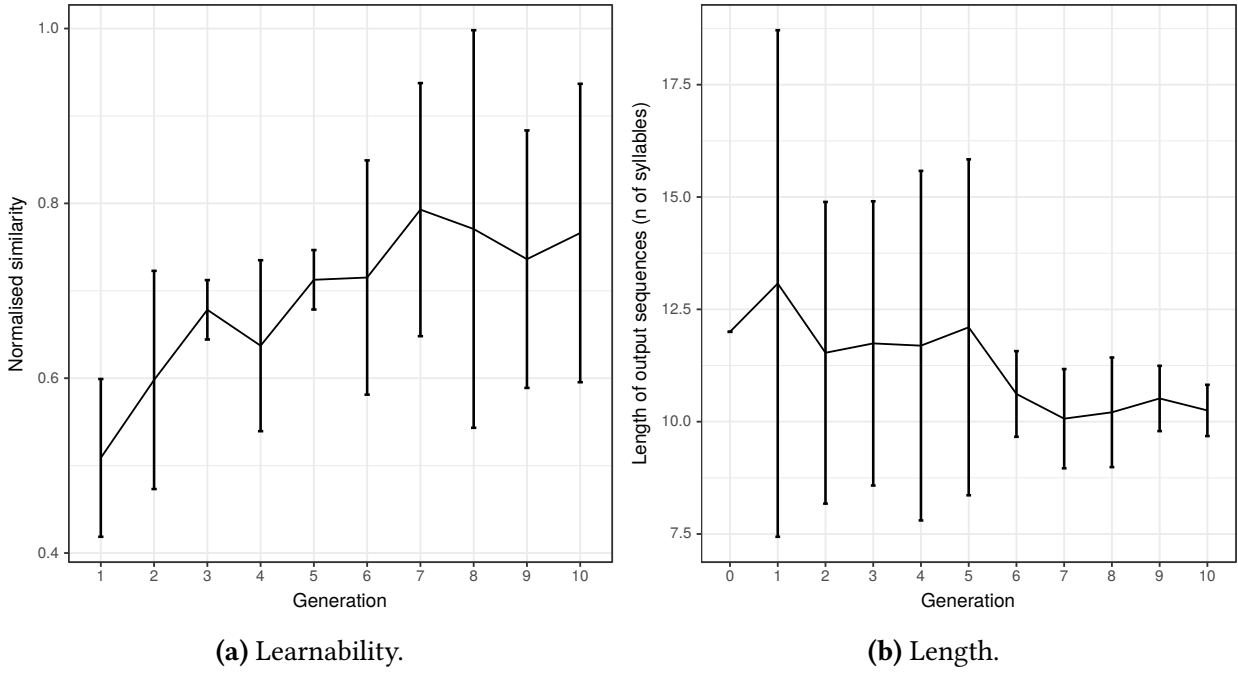 1.0
0.8
0.6
0.4
Normalised similarity
1 2 3 4 5 6 7 8 9 10
Generation
(a) Learnability.
17.5
15.0
12.5
10.0
7.5
Length of output sequences (n of syllables)
0 1 2 3 4 5 6 7 8 9 10
Generation
(b) Length.